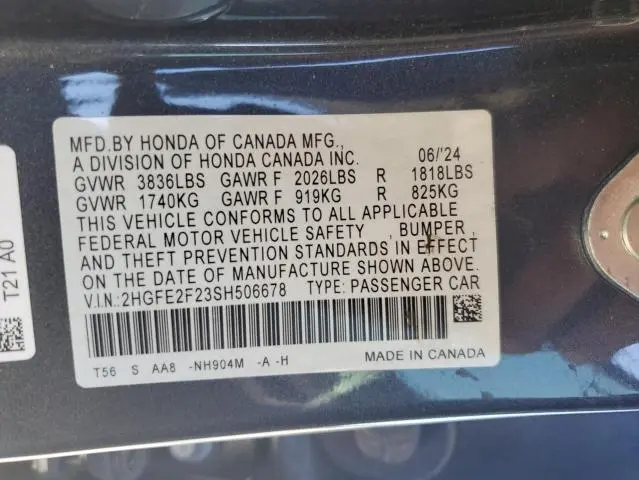 MFD.BY HONDA OF CANADA MFG.,
A DIVISION OF HONDA CANADA INC. 06/'24
GVWR 3836LBS GAWR F 2026LBS R 1818LBS
GVWR 1740KG GAWR F 919KG R 825KG
THIS VEHICLE CONFORMS TO ALL APPLICABLE
FEDERAL MOTOR VEHICLE SAFETY , BUMPER ,
AND THEFT PREVENTION STANDARDS IN EFFECT
ON THE DATE OF MANUFACTURE SHOWN ABOVE.
V.I.N.:2HGFE2F23SH506678 TYPE: PASSENGER CAR
T56 S AA8 -NH904M -A -H MADE IN CANADA
T21 A0